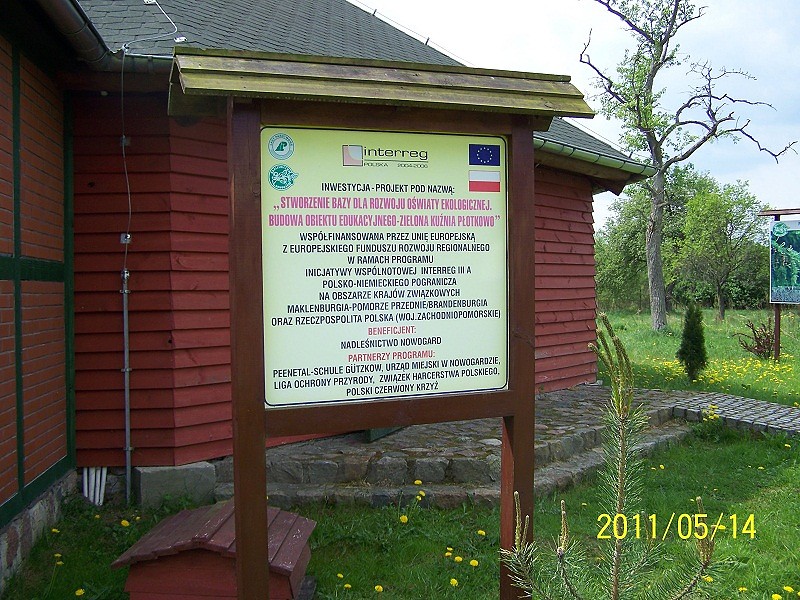 interreg
POLSKA 2004-2006
INWESTYCJA - PROJEKT POD NAZWĄ:
„STWORZENIE BAZY DLA ROZWOJU OŚWIATY EKOLOGICZNEJ,
BUDOWA OBIEKTU EDUKACYJNEGO-ZIELONA KUŹNIA PŁOTKOWO”
WSPÓŁFINANSOWANA PRZEZ UNIĘ EUROPEJSKĄ
Z EUROPEJSKIEGO FUNDUSZU ROZWOJU REGIONALNEGO
W RAMACH PROGRAMU
INICJATYWY WSPÓLNOTOWEJ INTERREG III A
POLSKO-NIEMIECKIEGO POGRANICZA
NA OBSZARZE KRAJÓW ZWIĄZKOWYCH
MAKLENBURGIA-POMORZE PRZEDNIE/BRANDENBURGIA
ORAZ RZECZPOSPOLITA POLSKA (WOJ.ZACHODNIOPOMORSKIE)
BENEFICJENT:
NADLEŚNICTWO NOWOGARD
PARTNERZY PROGRAMU:
PEENETAL-SCHULE GÜTZKOW, URZĄD MIEJSKI W NOWOGARDZIE,
LIGA OCHRONY PRZYRODY, ZWIĄZEK HARCERSTWA POLSKIEGO,
POLSKI CZERWONY KRZYŻ
2011/05/14